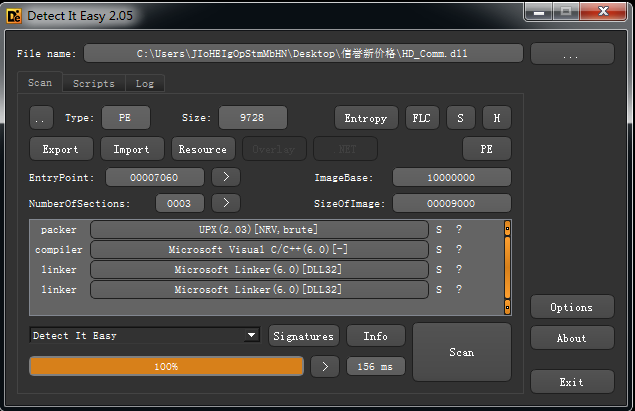 Detect It Easy 2.05
File name: C:\Users\JIoHEIgOpStmMbHN\Desktop\信誉新价格\HD_Comm.dll ...
Scan Scripts Log
.. Type: PE Size: 9728 Entropy FLC S H
Export Import Resource Overlay .NET PE
EntryPoint: 00007060 > ImageBase: 10000000
NumberOfSections: 0003 > SizeOfImage: 00009000
packer UPX(2.03)[NRV,brute] S ?
compiler Microsoft Visual C/C++(6.0)[-] S ?
linker Microsoft Linker(6.0)[DLL32] S ?
linker Microsoft Linker(6.0)[DLL32] S ?
Options
Detect It Easy Signatures Info Scan About
100% > 156 ms
Exit